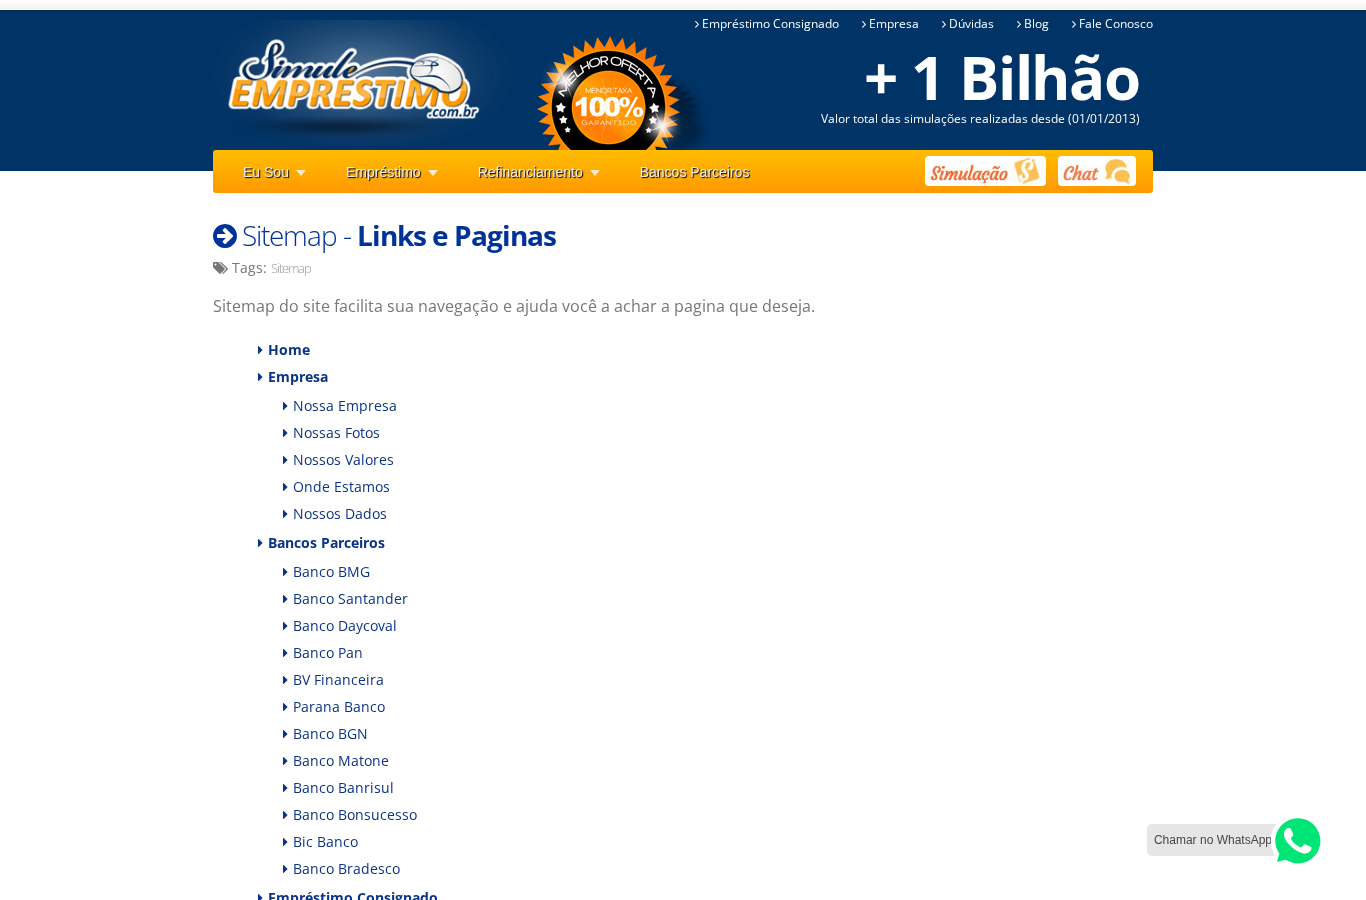 Empréstimo Consignado Empresa Dúvidas Blog Fale Conosco
Simule
EMPRESTIMO
.com.br
MELHOR OFERTA
MENOR TAXA
100%
GARANTIDO
+ 1 Bilhão
Valor total das simulações realizadas desde (01/01/2013)
Eu Sou Empréstimo Refinanciamento Bancos Parceiros Simulação Chat
Sitemap - Links e Paginas
Tags: Sitemap
Sitemap do site facilita sua navegação e ajuda você a achar a pagina que deseja.
Home
Empresa
Nossa Empresa
Nossas Fotos
Nossos Valores
Onde Estamos
Nossos Dados
Bancos Parceiros
Banco BMG
Banco Santander
Banco Daycoval
Banco Pan
BV Financeira
Parana Banco
Banco BGN
Banco Matone
Banco Banrisul
Banco Bonsucesso
Bic Banco
Banco Bradesco
Chamar no WhatsApp
Empréstimo Consignado